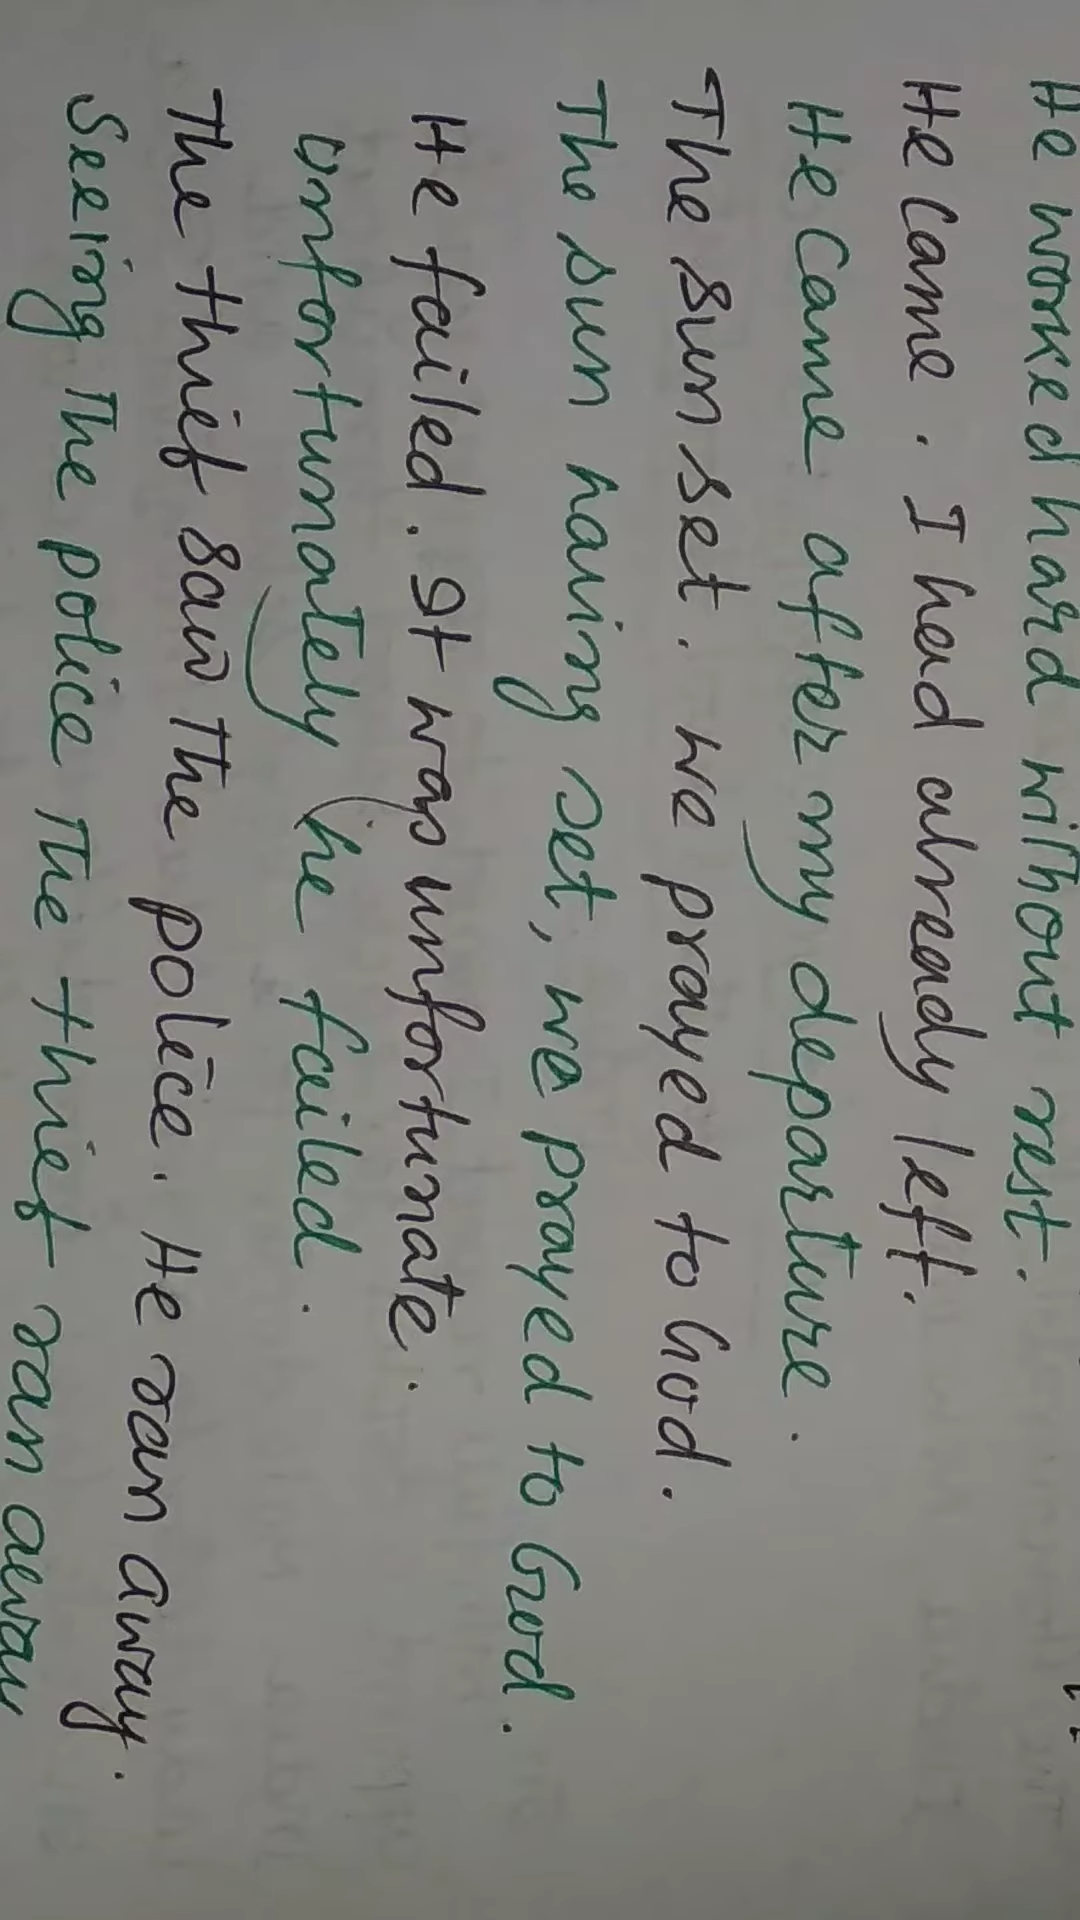 He worked hard without rest.
He came. I had already left.
He came after my departure.
The sun set. we prayed to God.
The sun having set, we prayed to God.
He failed. It was unfortunate.
unfortunately he failed.
The thief saw the police. He ran away.
Seeing the police the thief ran away